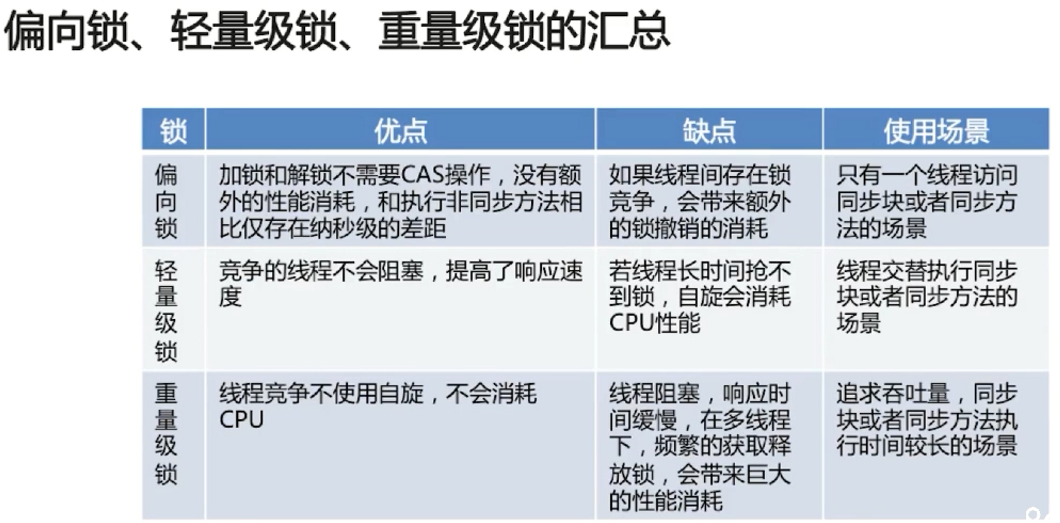 偏向锁、轻量级锁、重量级锁的汇总
锁
优点
缺点
使用场景
偏
向
锁
加锁和解锁不需要CAS操作，没有额
外的性能消耗，和执行非同步方法相
比仅存在纳秒级的差距
如果线程间存在锁
竞争，会带来额外
的锁撤销的消耗
只有一个线程访问
同步块或者同步方
法的场景
轻
量
级
锁
竞争的线程不会阻塞，提高了响应速
度
若线程长时间抢不
到锁，自旋会消耗
CPU性能
线程交替执行同步
块或者同步方法的
场景
重
量
级
锁
线程竞争不使用自旋，不会消耗
CPU
线程阻塞，响应时
间缓慢，在多线程
下，频繁的获取释
放锁，会带来巨大
的性能消耗
追求吞吐量，同步
块或者同步方法执
行时间较长的场景